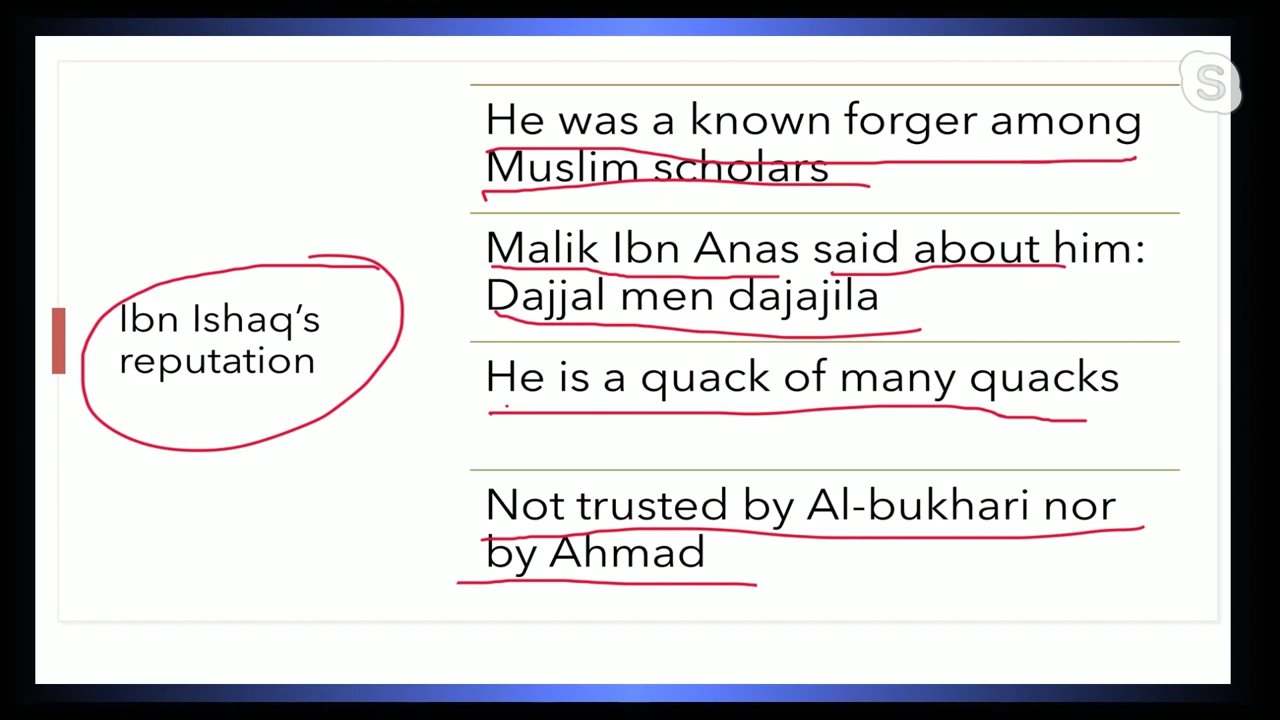 Ibn Ishaq's
reputation
He was a known forger among
Muslim scholars
Malik Ibn Anas said about him:
Dajjal men dajajila
He is a quack of many quacks
Not trusted by Al-bukhari nor
by Ahmad
S